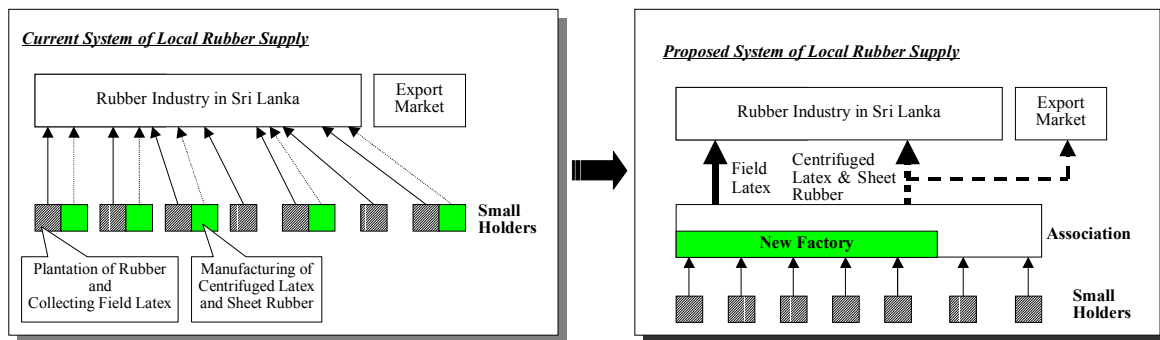 Current System of Local Rubber Supply
Rubber Industry in Sri Lanka
Export
Market
Small
Holders
Plantation of Rubber
and
Collecting Field Latex
Manufacturing of
Centrifuged Latex
and Sheet Rubber
Proposed System of Local Rubber Supply
Rubber Industry in Sri Lanka
Export
Market
Field
Latex
Centrifuged
Latex & Sheet
Rubber
New Factory
Association
Small
Holders